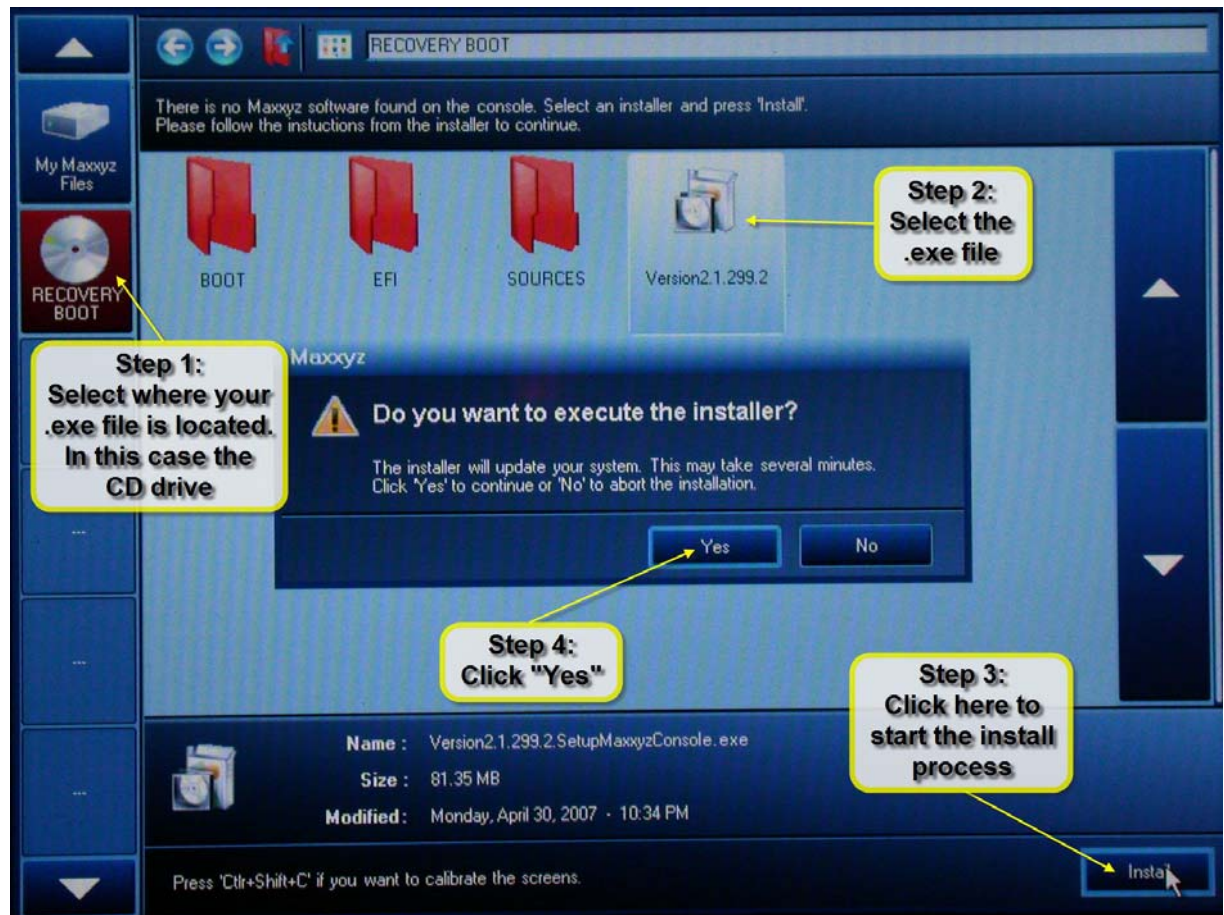 RECOVERY BOOT
There is no Maxxyz software found on the console. Select an installer and press 'Install'.
Please follow the instuctions from the installer to continue.
My Maxxyz
Files
RECOVERY
BOOT
BOOT
EFI
SOURCES
Version2.1.299.2
Step 2:
Select the
.exe file
Step 1:
Select where your
.exe file is located.
In this case the
CD drive
Maxxyz
Do you want to execute the installer?
The installer will update your system. This may take several minutes.
Click 'Yes' to continue or 'No' to abort the installation.
Yes
No
...
...
...
Step 4:
Click "Yes"
Step 3:
Click here to
start the install
process
Name : Version2.1.299.2.SetupMaxxyzConsole.exe
Size : 81.35 MB
Modified : Monday, April 30, 2007 - 10:34 PM
Press 'Ctlr+Shift+C' if you want to calibrate the screens.
Install